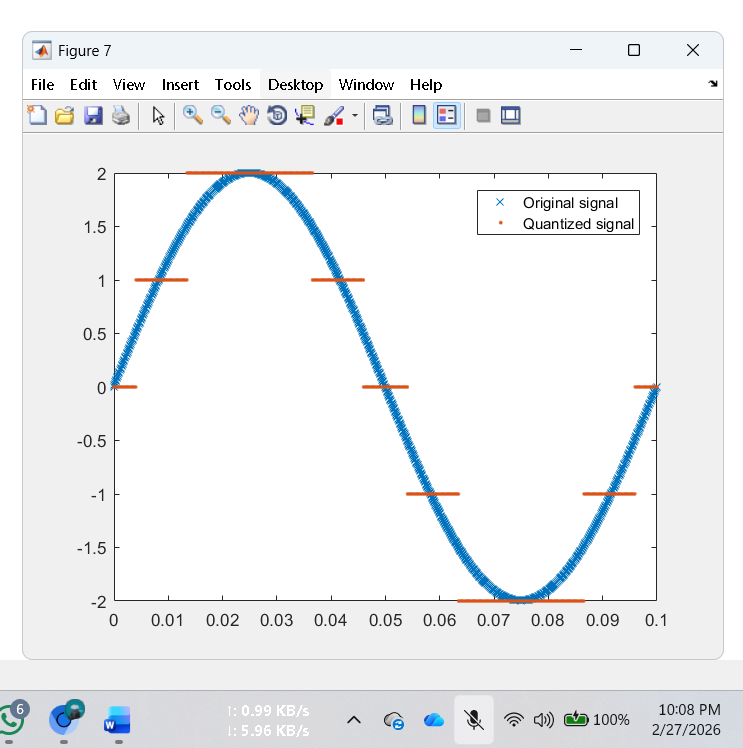 Figure 7
File Edit View Insert Tools Desktop Window Help
Original signal
Quantized signal
2
1.5
1
0.5
0
-0.5
-1
-1.5
-2
0 0.01 0.02 0.03 0.04 0.05 0.06 0.07 0.08 0.09 0.1
6
W
↑: 0.99 KB/s
↓: 5.96 KB/s
100%
10:08 PM
2/27/2026